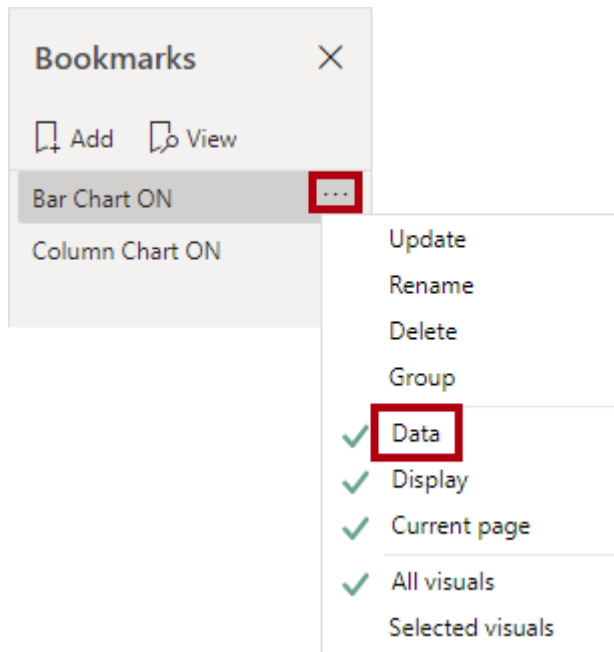 Bookmarks
Add View
Bar Chart ON ...
Column Chart ON
Update
Rename
Delete
Group
Data
Display
Current page
All visuals
Selected visuals